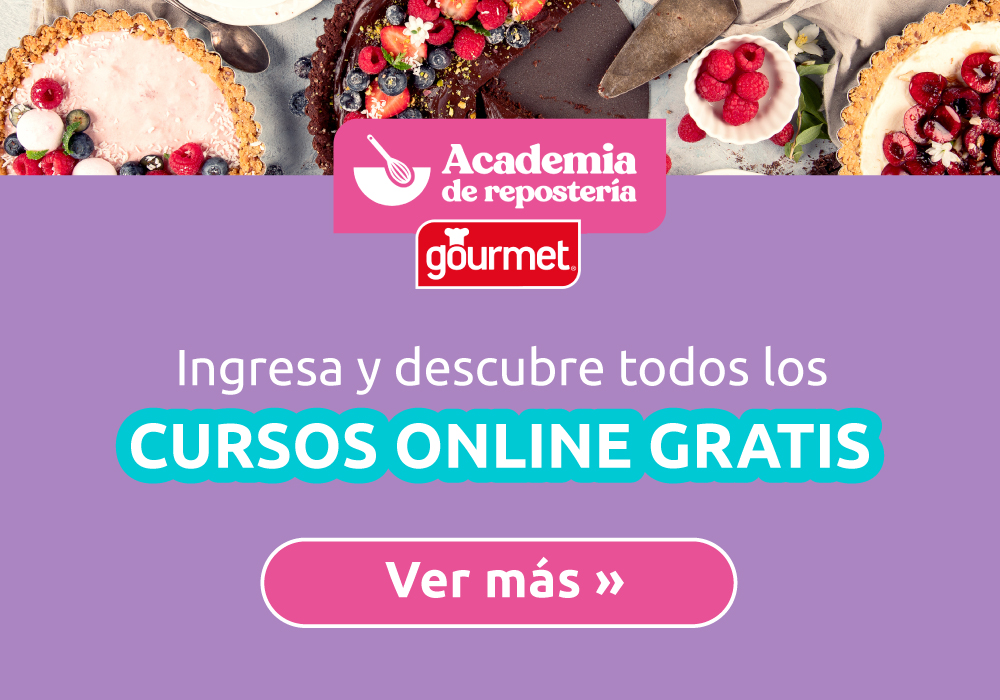 Academia
de repostería
gourmet®
Ingresa y descubre todos los
CURSOS ONLINE GRATIS
Ver más »